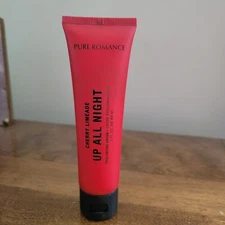 PURE ROMANCE
CHERRY LIMEADE
UP ALL NIGHT